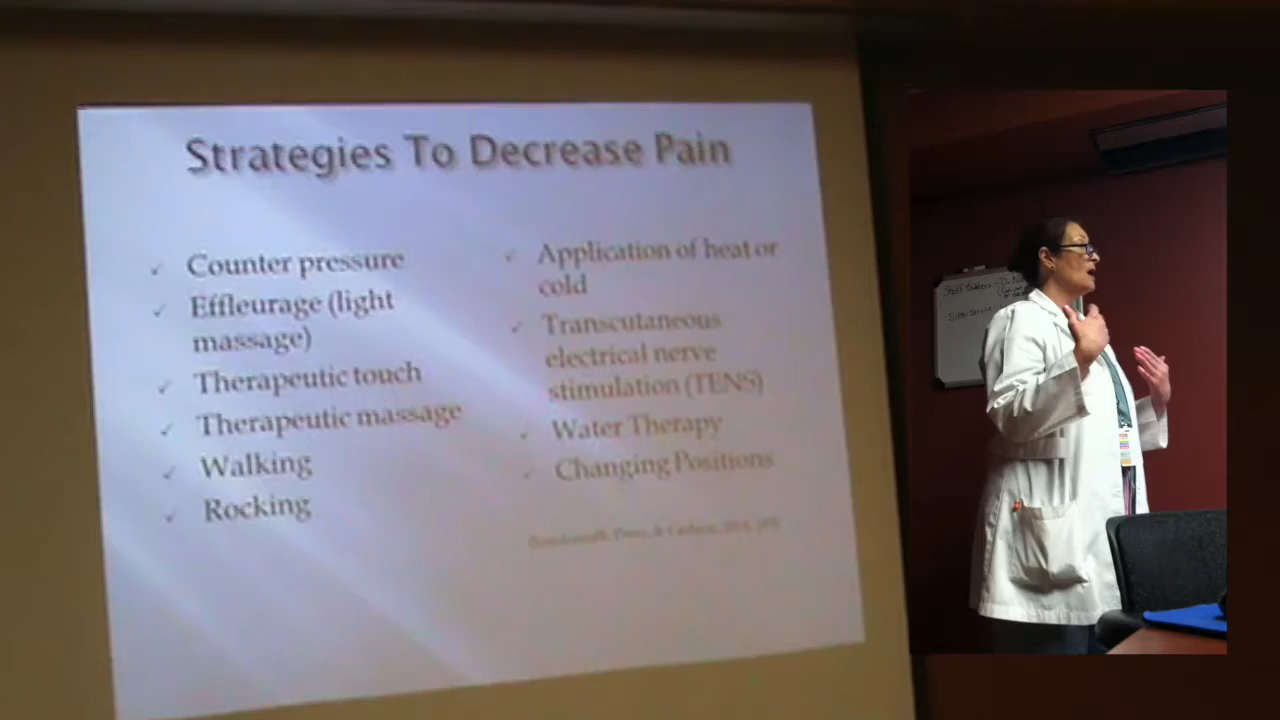 Strategies To Decrease Pain
Counter pressure
Effleurage (light
massage)
Therapeutic touch
Therapeutic massage
Walking
Rocking
Application of heat or
cold
Transcutaneous
electrical nerve
stimulation (TENS)
Water Therapy
Changing Positions
Staff